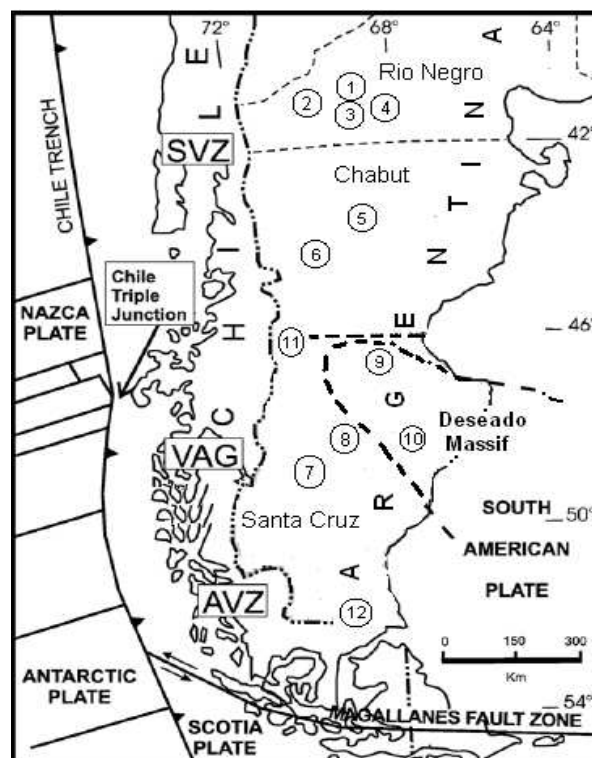 72°
68°
64°
Rio Negro
1
2
3
4
SVZ
42°
Chabut
5
6
CHILE TRENCH
Chile
Triple
Junction
NAZCA
PLATE
46°
11
9
Deseado
Massif
8
10
VAG
7
SOUTH
Santa Cruz
50°
AMERICAN
PLATE
AVZ
12
0 150 300
Km
ANTARCTIC
PLATE
54°
MAGALLANES FAULT ZONE
SCOTIA
PLATE
CHILE
ARGENTINA